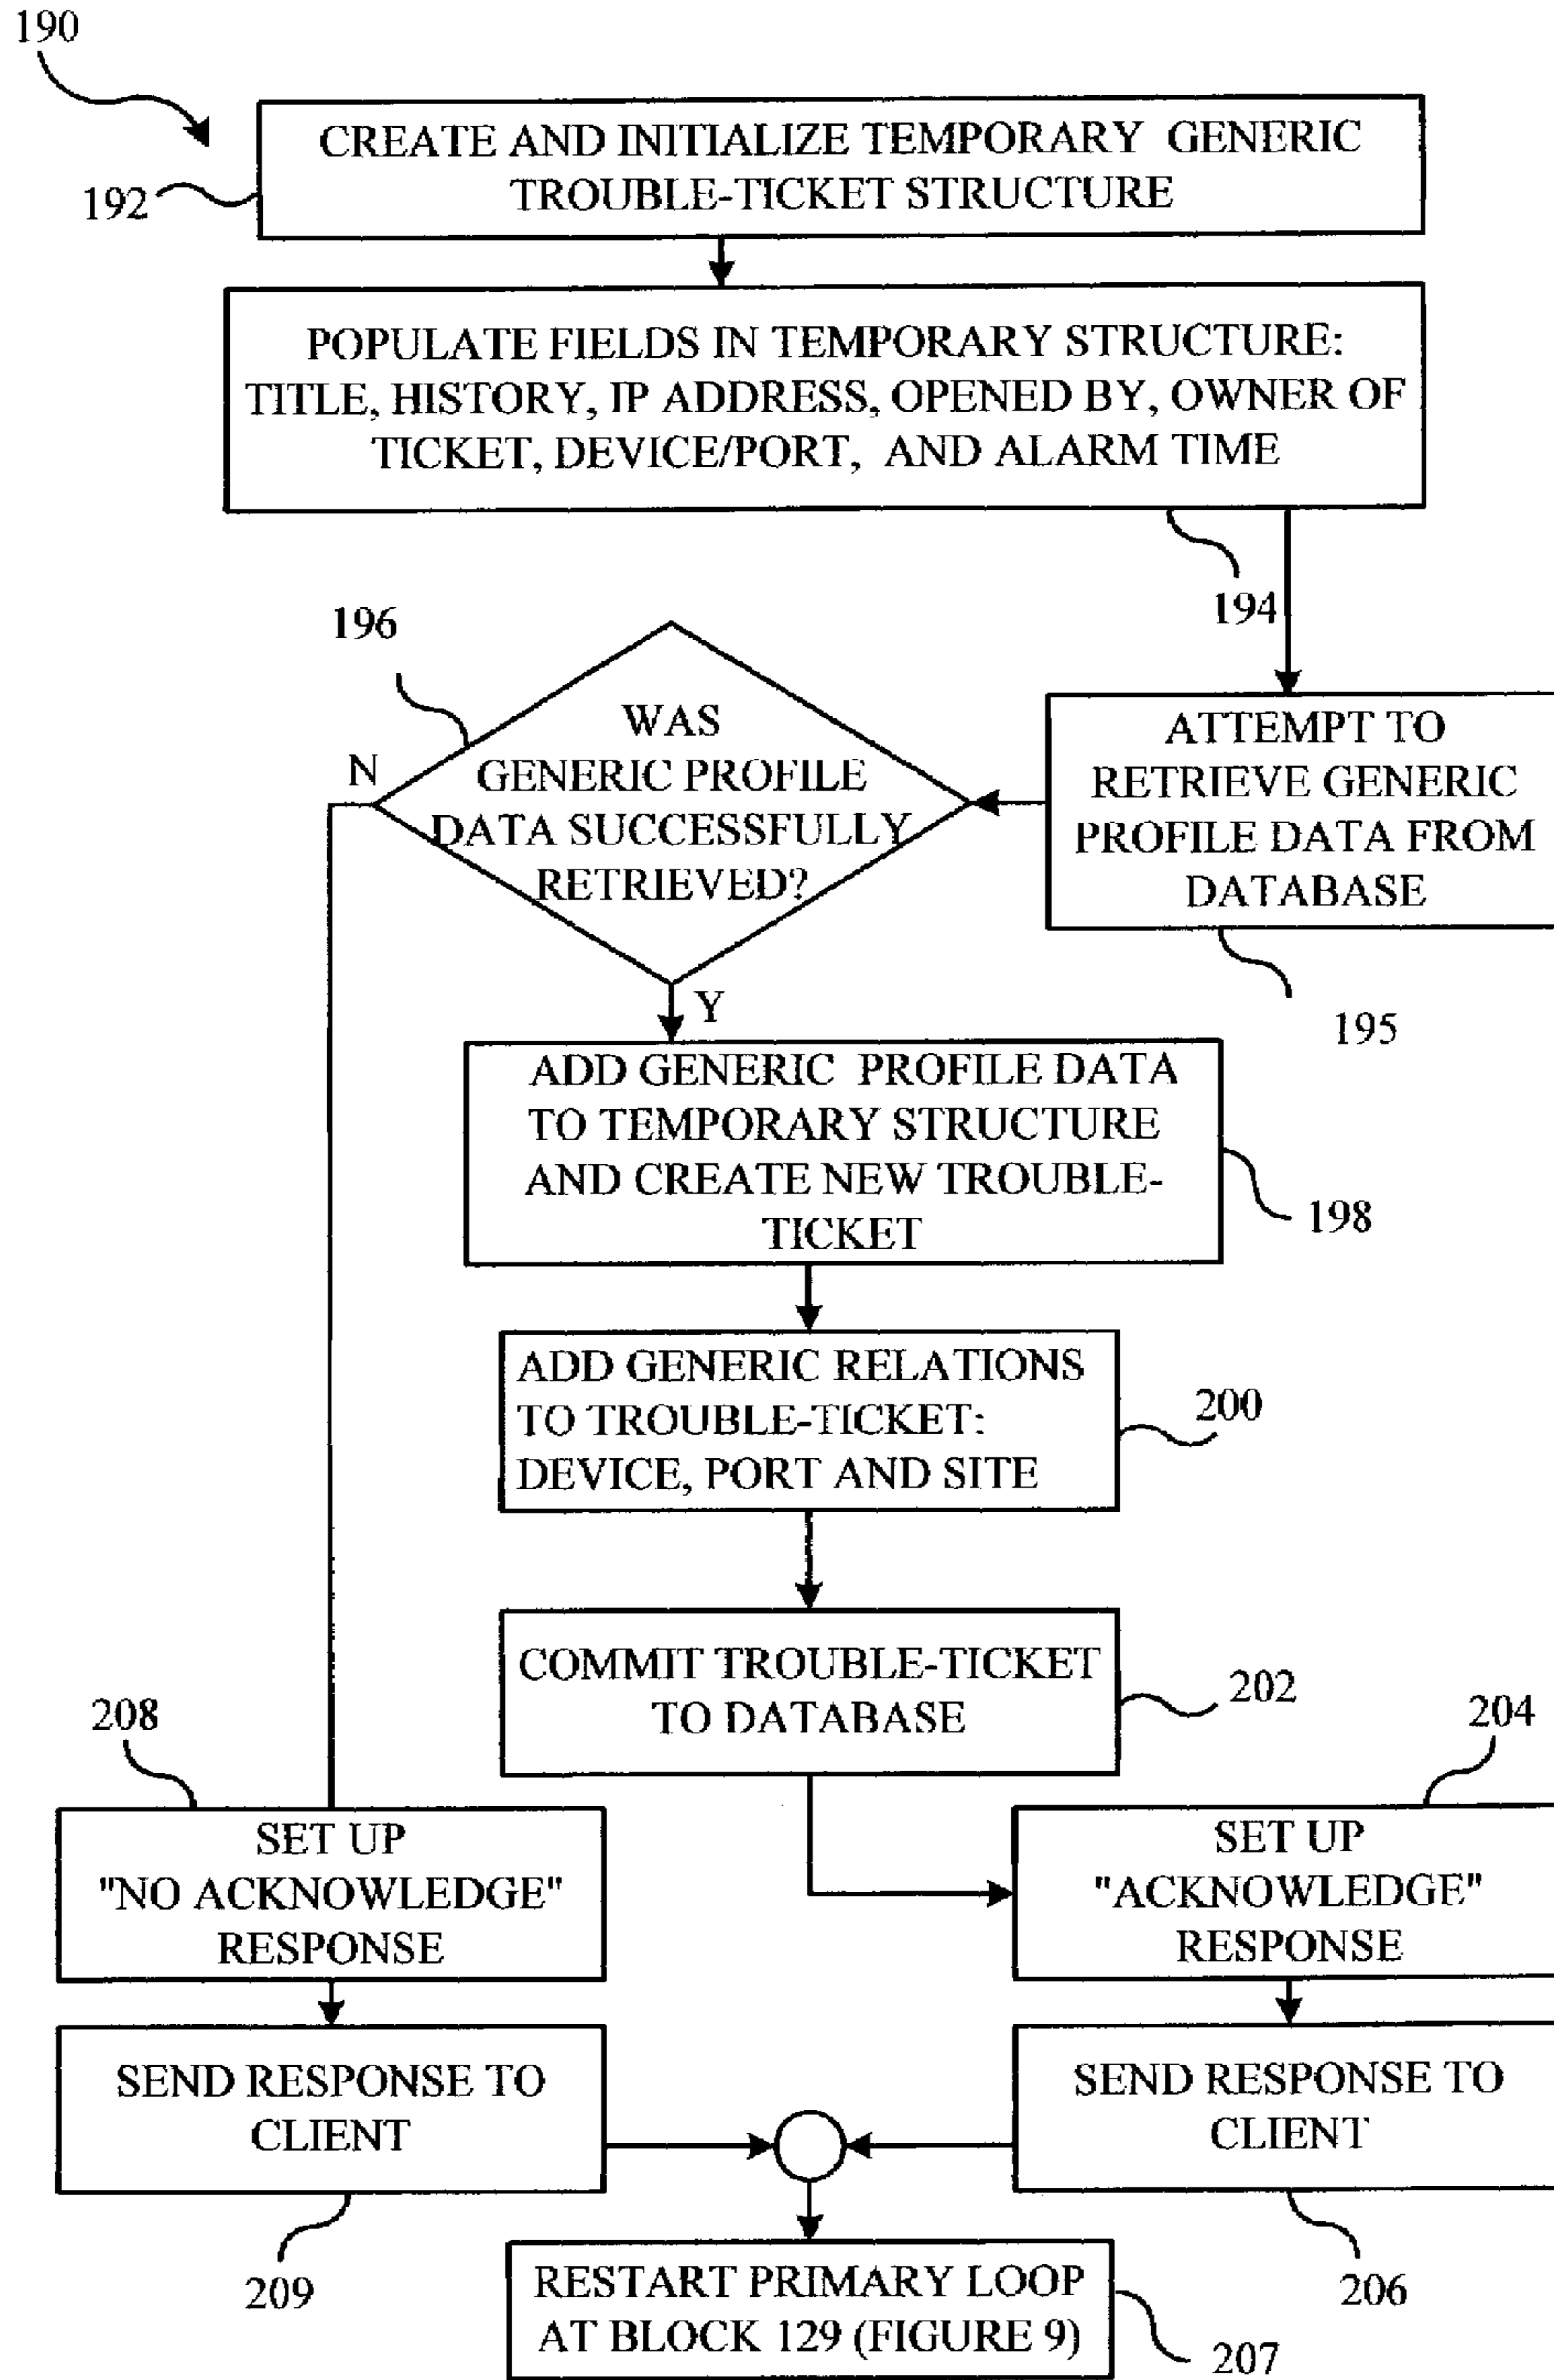 190
CREATE AND INITIALIZE TEMPORARY GENERIC
TROUBLE-TICKET STRUCTURE
192
POPULATE FIELDS IN TEMPORARY STRUCTURE:
TITLE, HISTORY, IP ADDRESS, OPENED BY, OWNER OF
TICKET, DEVICE/PORT, AND ALARM TIME
194
196
WAS
GENERIC PROFILE
DATA SUCCESSFULLY
RETRIEVED?
N
Y
ATTEMPT TO
RETRIEVE GENERIC
PROFILE DATA FROM
DATABASE
195
ADD GENERIC PROFILE DATA
TO TEMPORARY STRUCTURE
AND CREATE NEW TROUBLE-
TICKET
198
ADD GENERIC RELATIONS
TO TROUBLE-TICKET:
DEVICE, PORT AND SITE
200
COMMIT TROUBLE-TICKET
TO DATABASE
202
208
SET UP
"NO ACKNOWLEDGE"
RESPONSE
204
SET UP
"ACKNOWLEDGE"
RESPONSE
SEND RESPONSE TO
CLIENT
209
SEND RESPONSE TO
CLIENT
206
RESTART PRIMARY LOOP
AT BLOCK 129 (FIGURE 9)
207